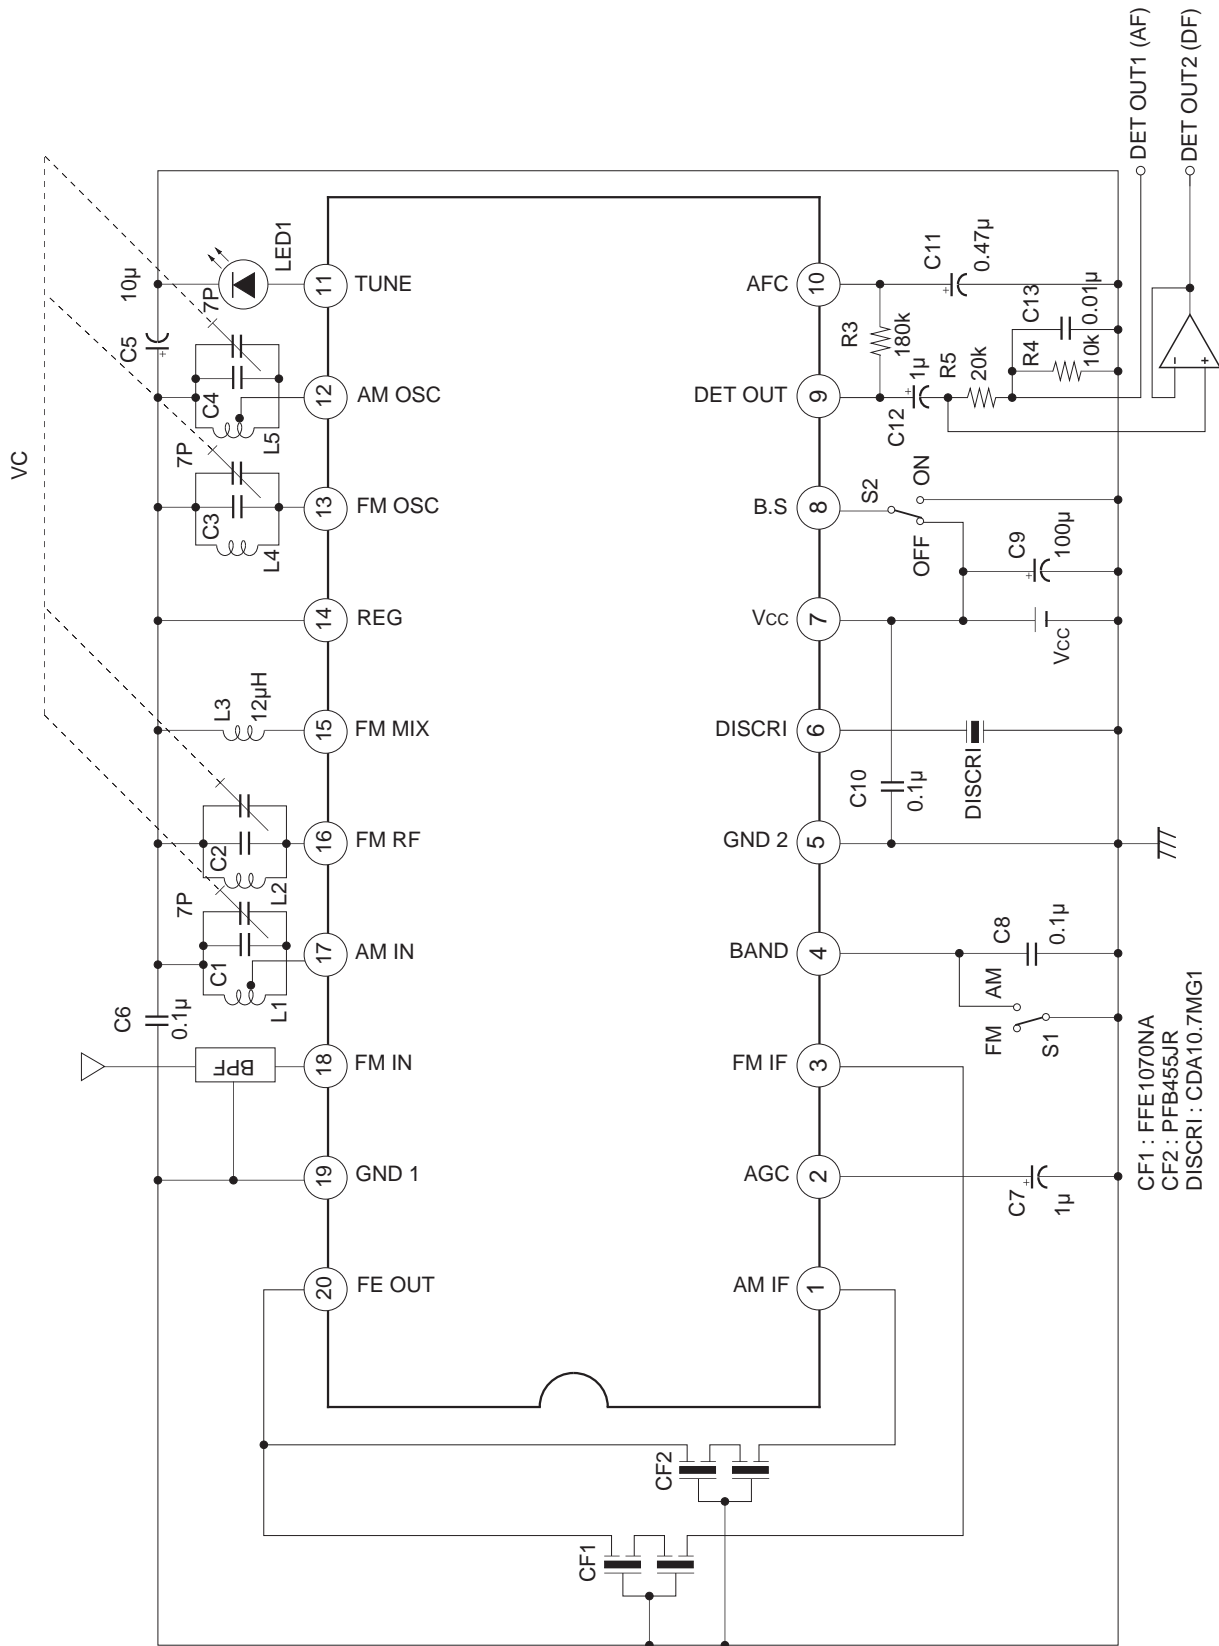 VC
C6
0.1µ
C1
L1
7P
C2
L2
L3
12µH
C3
L4
7P
C4
L5
7P
C5
10µ
LED1
BPF
20
FE OUT
19
GND 1
18
FM IN
17
AM IN
16
FM RF
15
FM MIX
14
REG
13
FM OSC
12
AM OSC
11
TUNE
AM IF
1
AGC
2
FM IF
3
BAND
4
GND 2
5
DISCRI
6
Vcc
7
B.S
8
DET OUT
9
AFC
10
CF1
CF2
C7
1µ
FM
AM
S1
C8
0.1µ
C10
0.1µ
DISCRI
Vcc
C9
100µ
OFF
ON
S2
C12
1µ
R3
180k
R5
20k
R4
10k
C13
0.01µ
C11
0.47µ
-
+
DET OUT1 (AF)
DET OUT2 (DF)
CF1 : FFE1070NA
CF2 : PFB455JR
DISCRI : CDA10.7MG1